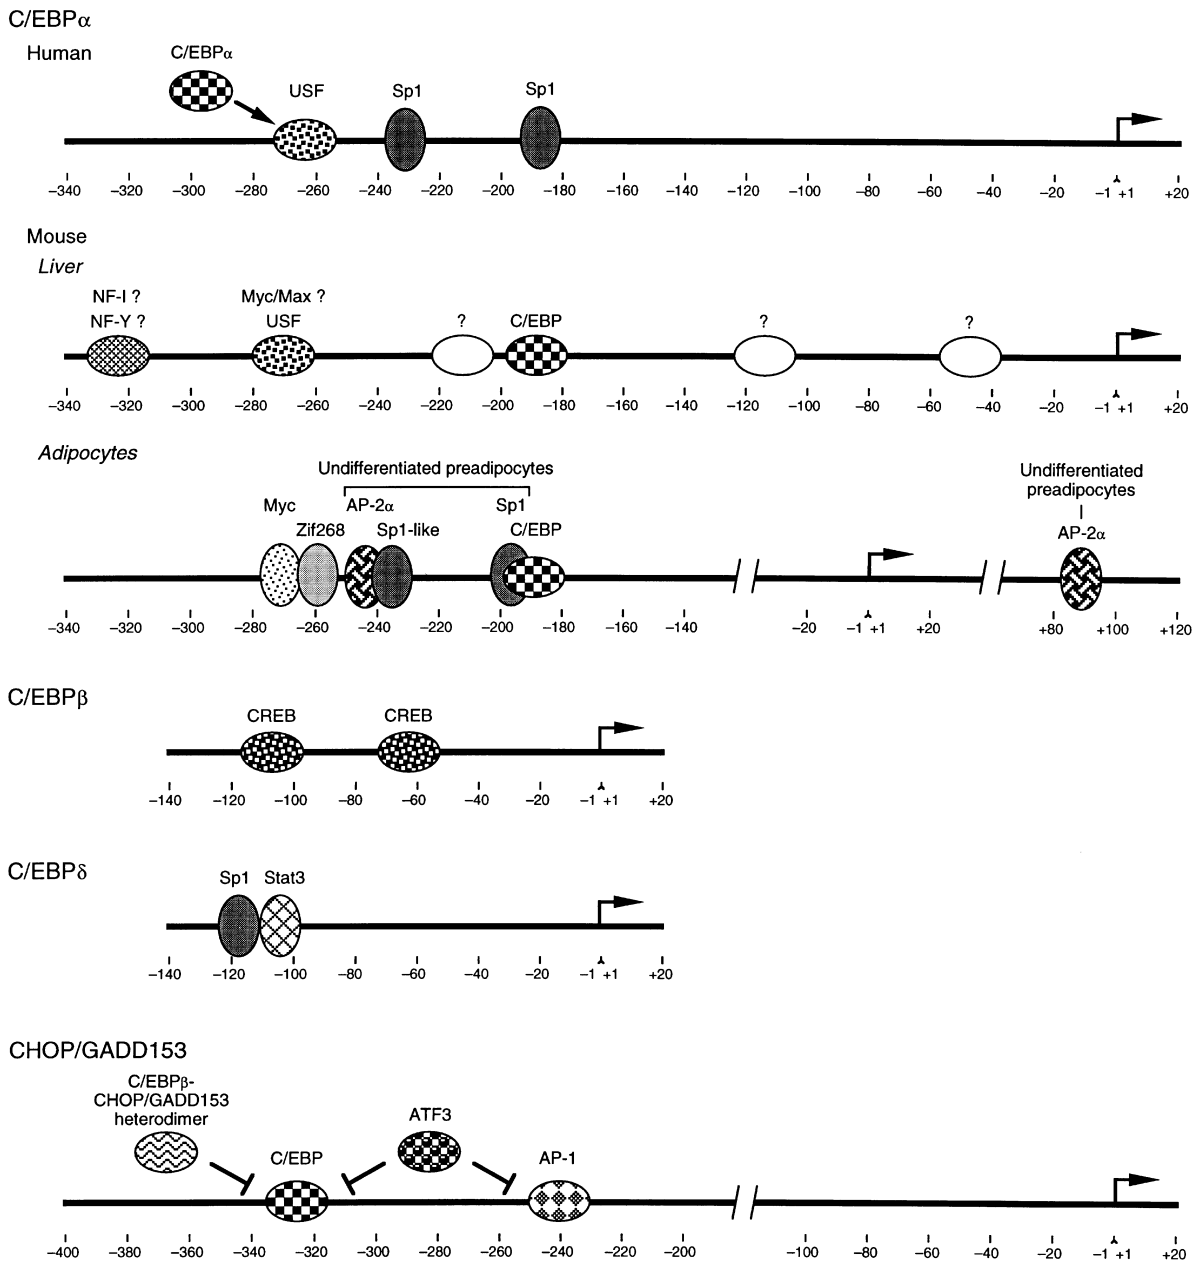 C/EBPα
Human
C/EBPα
USF
Sp1
Sp1
–340 –320 –300 –280 –260 –240 –220 –200 –180 –160 –140 –120 –100 –80 –60 –40 –20 –1 +1 +20
Mouse
Liver
NF-I ? Myc/Max ?
NF-Y ? USF ? C/EBP ? ?
–340 –320 –300 –280 –260 –240 –220 –200 –180 –160 –140 –120 –100 –80 –60 –40 –20 –1 +1 +20
Adipocytes
Undifferentiated preadipocytes
Undifferentiated
preadipocytes
Myc AP-2α Sp1
Zif268 Sp1-like C/EBP AP-2α
–340 –320 –300 –280 –260 –240 –220 –200 –180 –160 –140 –20 –1 +1 +20 +80 +100 +120
C/EBPβ
CREB CREB
–140 –120 –100 –80 –60 –40 –20 –1 +1 +20
C/EBPδ
Sp1 Stat3
–140 –120 –100 –80 –60 –40 –20 –1 +1 +20
CHOP/GADD153
C/EBPβ-
CHOP/GADD153
heterodimer
ATF3
C/EBP
AP-1
–400 –380 –360 –340 –320 –300 –280 –260 –240 –220 –200 –100 –80 –60 –40 –20 –1 +1 +20